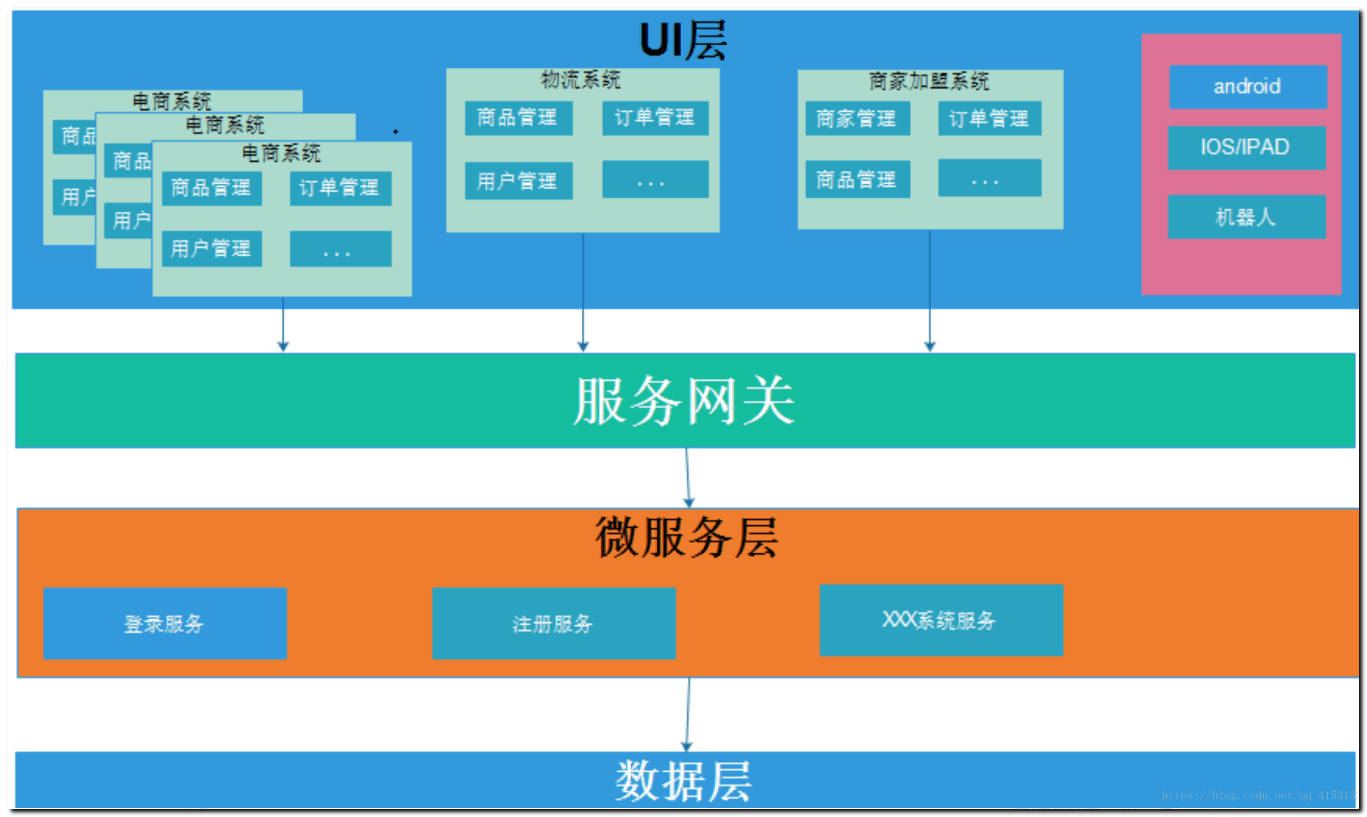 UI层
电商系统
商品
用户
电商系统
商品
用户
电商系统
商品管理 订单管理
用户管理 ...
物流系统
商品管理 订单管理
用户管理 ...
商家加盟系统
商家管理 订单管理
商品管理 ...
android
IOS/IPAD
机器人
服务网关
微服务层
登录服务 注册服务 XXX系统服务
数据层
https://blog.csdn.net/qq_415313